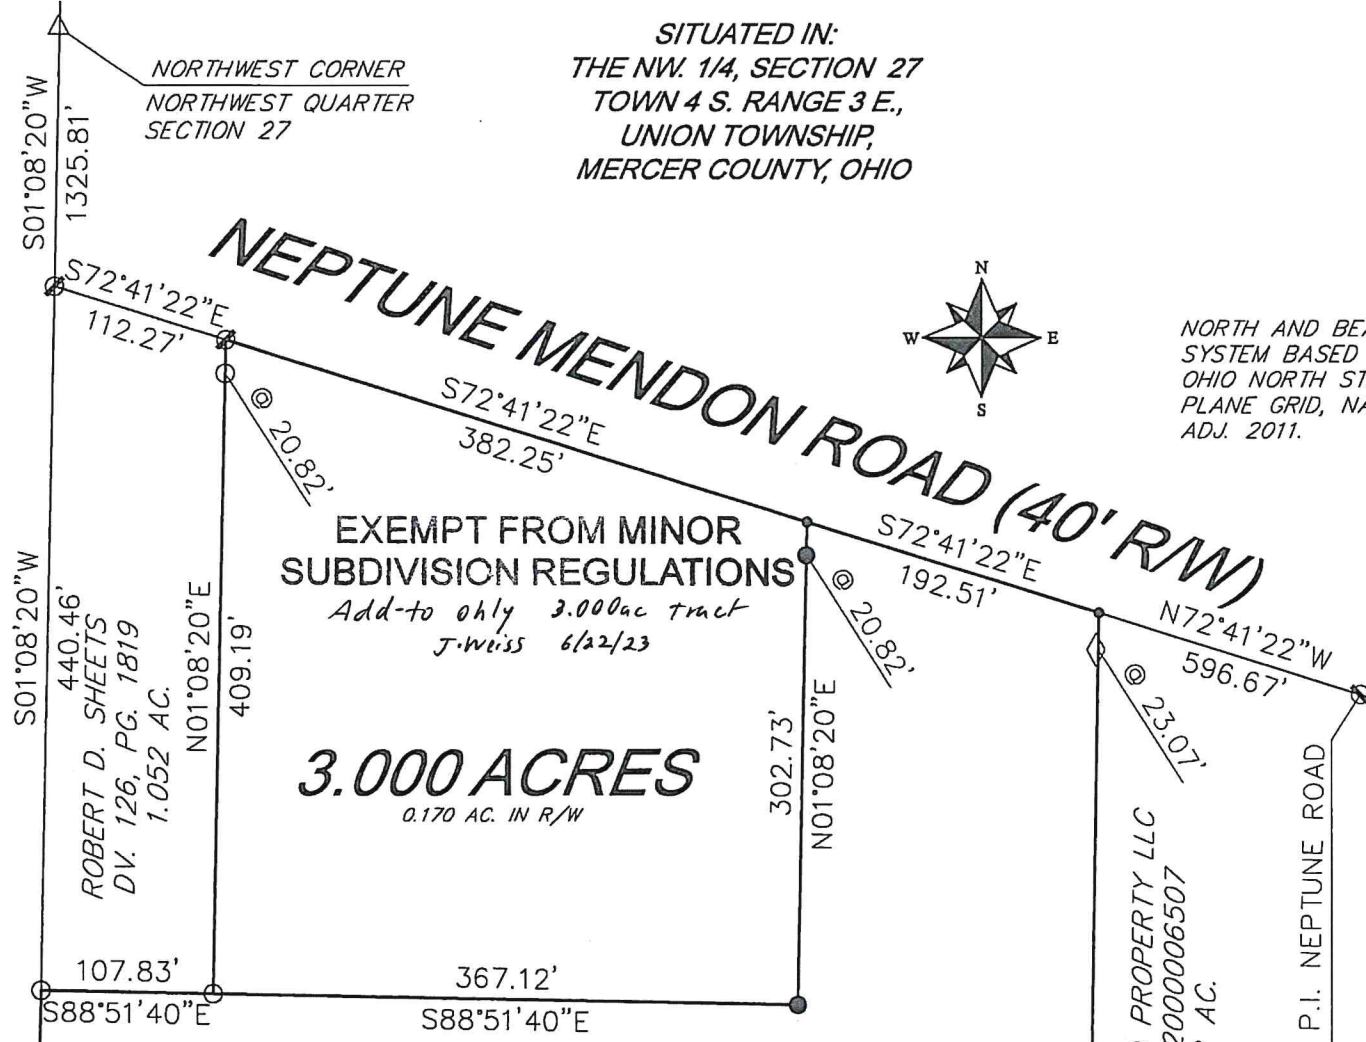 SITUATED IN:
THE NW. 1/4, SECTION 27
TOWN 4 S. RANGE 3 E.,
UNION TOWNSHIP,
MERCER COUNTY, OHIO
NORTHWEST CORNER
NORTHWEST QUARTER
SECTION 27
S01°08'20"W
1325.81'
NEPTUNE MENDON ROAD (40' R/W)
N
W
E
S
NORTH AND
SYSTEM BASED
OHIO NORTH
PLANE GRID,
ADJ. 2011.
S72°41'22"E
112.27'
@ 20.82'
S72°41'22"E
382.25'
EXEMPT FROM MINOR
SUBDIVISION REGULATIONS
Add-to only 3.000ac tract
J.Weiss 6/22/23
S72°41'22"E
192.51'
@ 20.82'
N72°41'22"W
596.67'
@ 23.07'
S01°08'20"W
440.46'
ROBERT D. SHEETS
DV. 126, PG. 1819
1.052 AC.
N01°08'20"E
409.19'
3.000 ACRES
0.170 AC. IN R/W
302.73'
N01°08'20"E
PROPERTY LLC
200006507
AC.
P.I. NEPTUNE ROAD
107.83'
S88°51'40"E
367.12'
S88°51'40"E